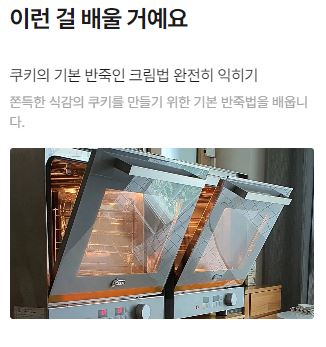 이런 걸 배울 거예요
쿠키의 기본 반죽인 크림법 완전히 익히기
쫀득한 식감의 쿠키를 만들기 위한 기본 반죽법을 배웁니
다.